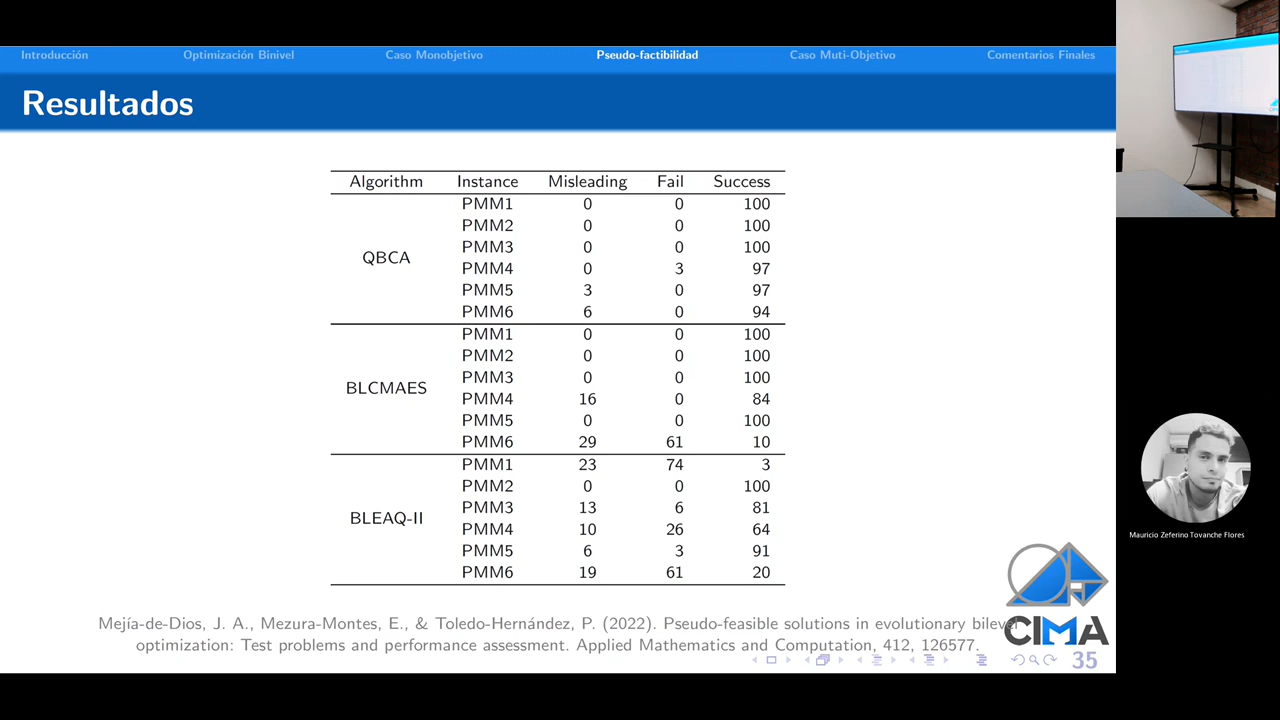 Introducción Optimización Binivel Caso Monobjetivo Pseudo-factibilidad Caso Muti-Objetivo Comentarios Finales
Resultados
Algorithm Instance Misleading Fail Success
QBCA
PMM1 0 0 100
PMM2 0 0 100
PMM3 0 0 100
PMM4 0 3 97
PMM5 3 0 97
PMM6 6 0 94
BLCMAES
PMM1 0 0 100
PMM2 0 0 100
PMM3 0 0 100
PMM4 16 0 84
PMM5 0 0 100
PMM6 29 61 10
BLEAQ-II
PMM1 23 74 3
PMM2 0 0 100
PMM3 13 6 81
PMM4 10 26 64
PMM5 6 3 91
PMM6 19 61 20
Mejía-de-Dios, J. A., Mezura-Montes, E., & Toledo-Hernández, P. (2022). Pseudo-feasible solutions in evolutionary bilevel
optimization: Test problems and performance assessment. Applied Mathematics and Computation, 412, 126577.
CIMA
35
Mauricio Zeferino Tovanche Flores